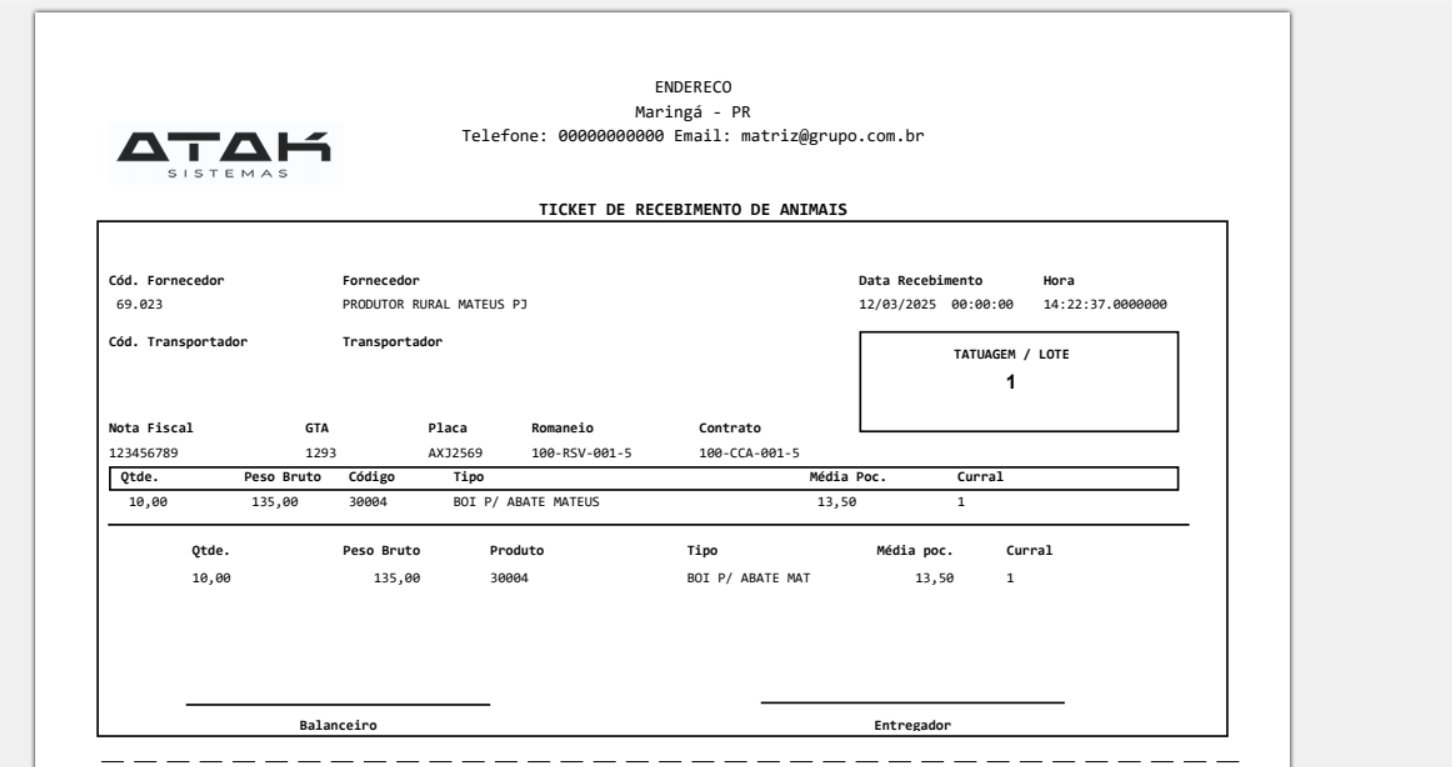 ENDERECO
Maringá - PR
Telefone: 00000000000 Email: matriz@grupo.com.br
ATAK
SISTEMAS
TICKET DE RECEBIMENTO DE ANIMAIS
Cód. Fornecedor Fornecedor Data Recebimento Hora
69.023 PRODUTOR RURAL MATEUS PJ 12/03/2025 00:00:00 14:22:37.0000000
Cód. Transportador Transportador
TATUAGEM / LOTE
1
Nota Fiscal GTA Placa Romaneio Contrato
123456789 1293 AXJ2569 100-RSV-001-5 100-CCA-001-5
Qtde. Peso Bruto Código Tipo Média Poc. Curral
10,00 135,00 30004 BOI P/ ABATE MATEUS 13,50 1
Qtde. Peso Bruto Produto Tipo Média poc. Curral
10,00 135,00 30004 BOI P/ ABATE MAT 13,50 1
Balanceiro Entregador